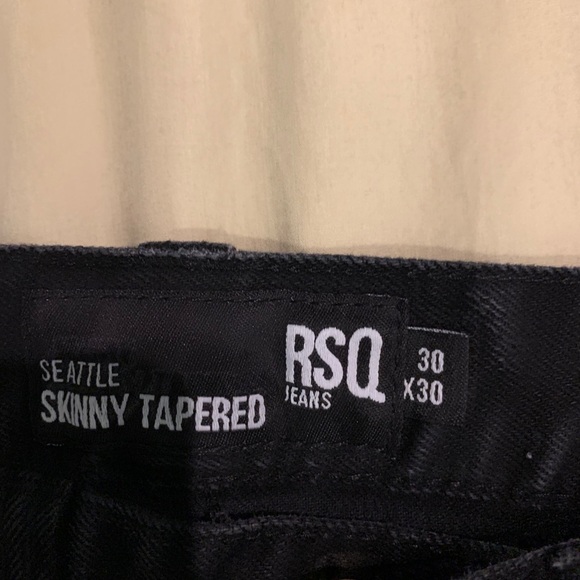 SEATTLE
SKINNY TAPERED
RSQ
JEANS
30
X30